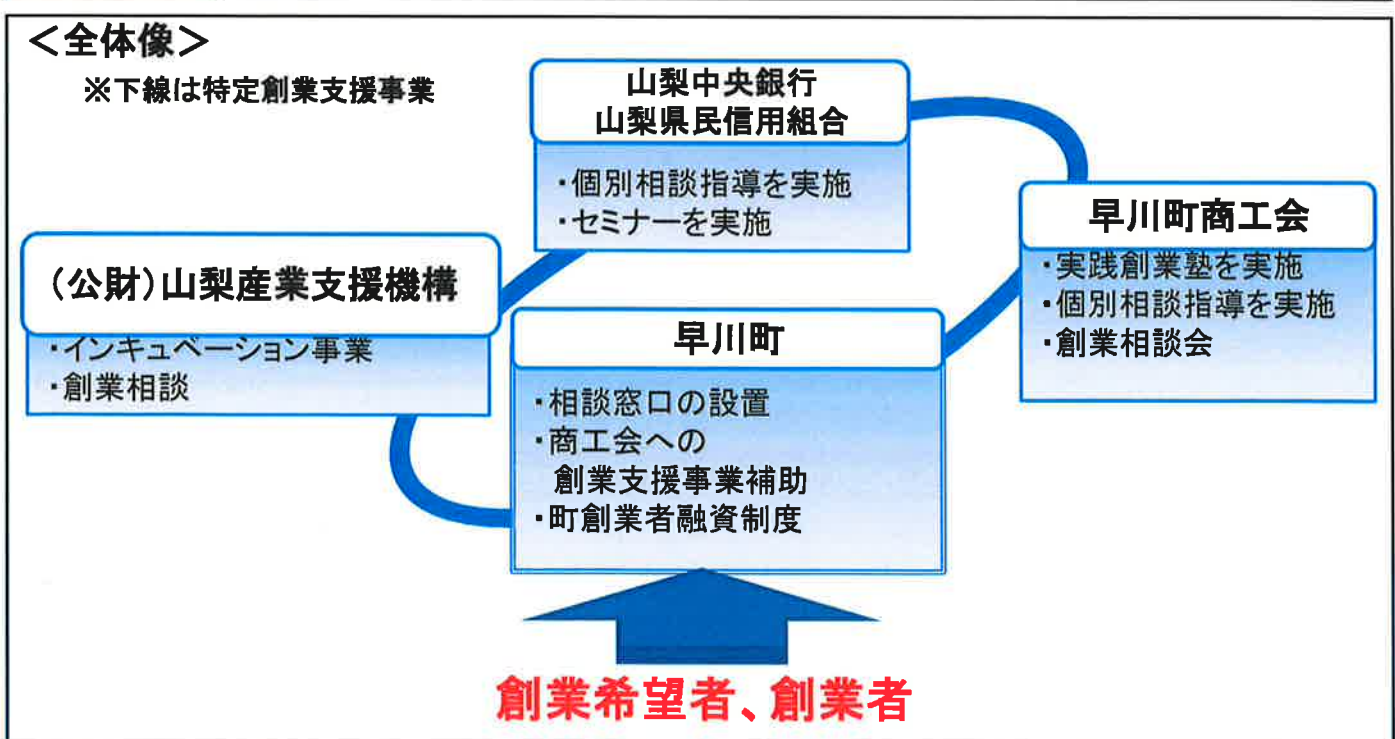 ＜全体像＞
※下線は特定創業支援事業
山梨中央銀行
山梨県民信用組合
・個別相談指導を実施
・セミナーを実施
早川町商工会
・実践創業塾を実施
・個別相談指導を実施
・創業相談会
（公財）山梨産業支援機構
・インキュベーション事業
・創業相談
早川町
・相談窓口の設置
・商工会への
創業支援事業補助
・町創業者融資制度
創業希望者、創業者